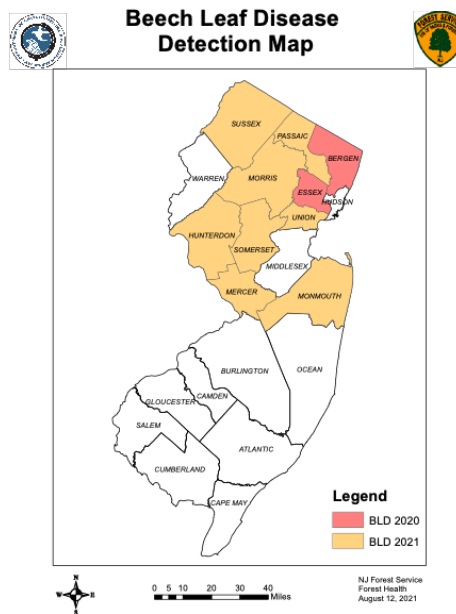 Beech Leaf Disease
Detection Map
FOREST SERVICE
SUSSEX
PASSAIC
BERGEN
WARREN
MORRIS
ESSEX
HUDSON
UNION
HUNTERDON
SOMERSET
MIDDLESEX
MERCER
MONMOUTH
BURLINGTON
OCEAN
CAMDEN
GLOUCESTER
SALEM
ATLANTIC
CUMBERLAND
CAPE MAY
Legend
BLD 2020
BLD 2021
N
W E
S
0 5 10 20 30 40
Miles
NJ Forest Service
Forest Health
August 12, 2021